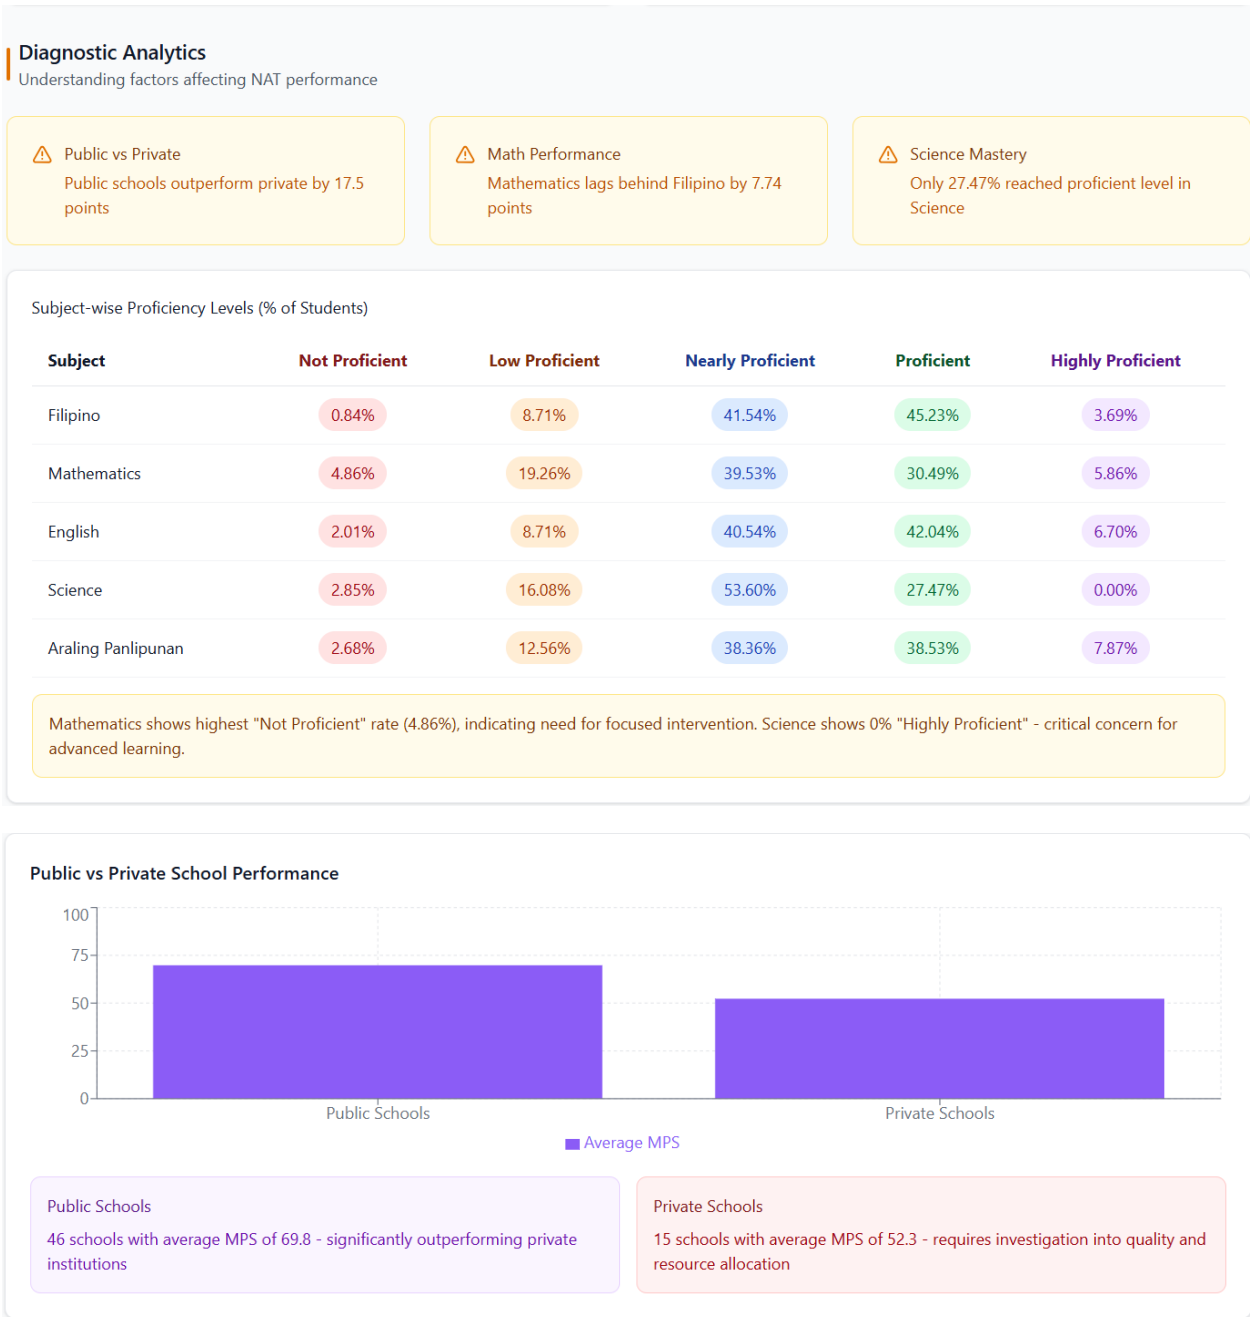 Diagnostic Analytics
Understanding factors affecting NAT performance
Public vs Private
Public schools outperform private by 17.5
points
Math Performance
Mathematics lags behind Filipino by 7.74
points
Science Mastery
Only 27.47% reached proficient level in
Science
Subject-wise Proficiency Levels (% of Students)
Subject Not Proficient Low Proficient Nearly Proficient Proficient Highly Proficient
Filipino 0.84% 8.71% 41.54% 45.23% 3.69%
Mathematics 4.86% 19.26% 39.53% 30.49% 5.86%
English 2.01% 8.71% 40.54% 42.04% 6.70%
Science 2.85% 16.08% 53.60% 27.47% 0.00%
Araling Panlipunan 2.68% 12.56% 38.36% 38.53% 7.87%
Mathematics shows highest "Not Proficient" rate (4.86%), indicating need for focused intervention. Science shows 0% "Highly Proficient" - critical concern for
advanced learning.
Public vs Private School Performance
100
75
50
25
0
Public Schools Private Schools
Average MPS
Public Schools
46 schools with average MPS of 69.8 - significantly outperforming private
institutions
Private Schools
15 schools with average MPS of 52.3 - requires investigation into quality and
resource allocation